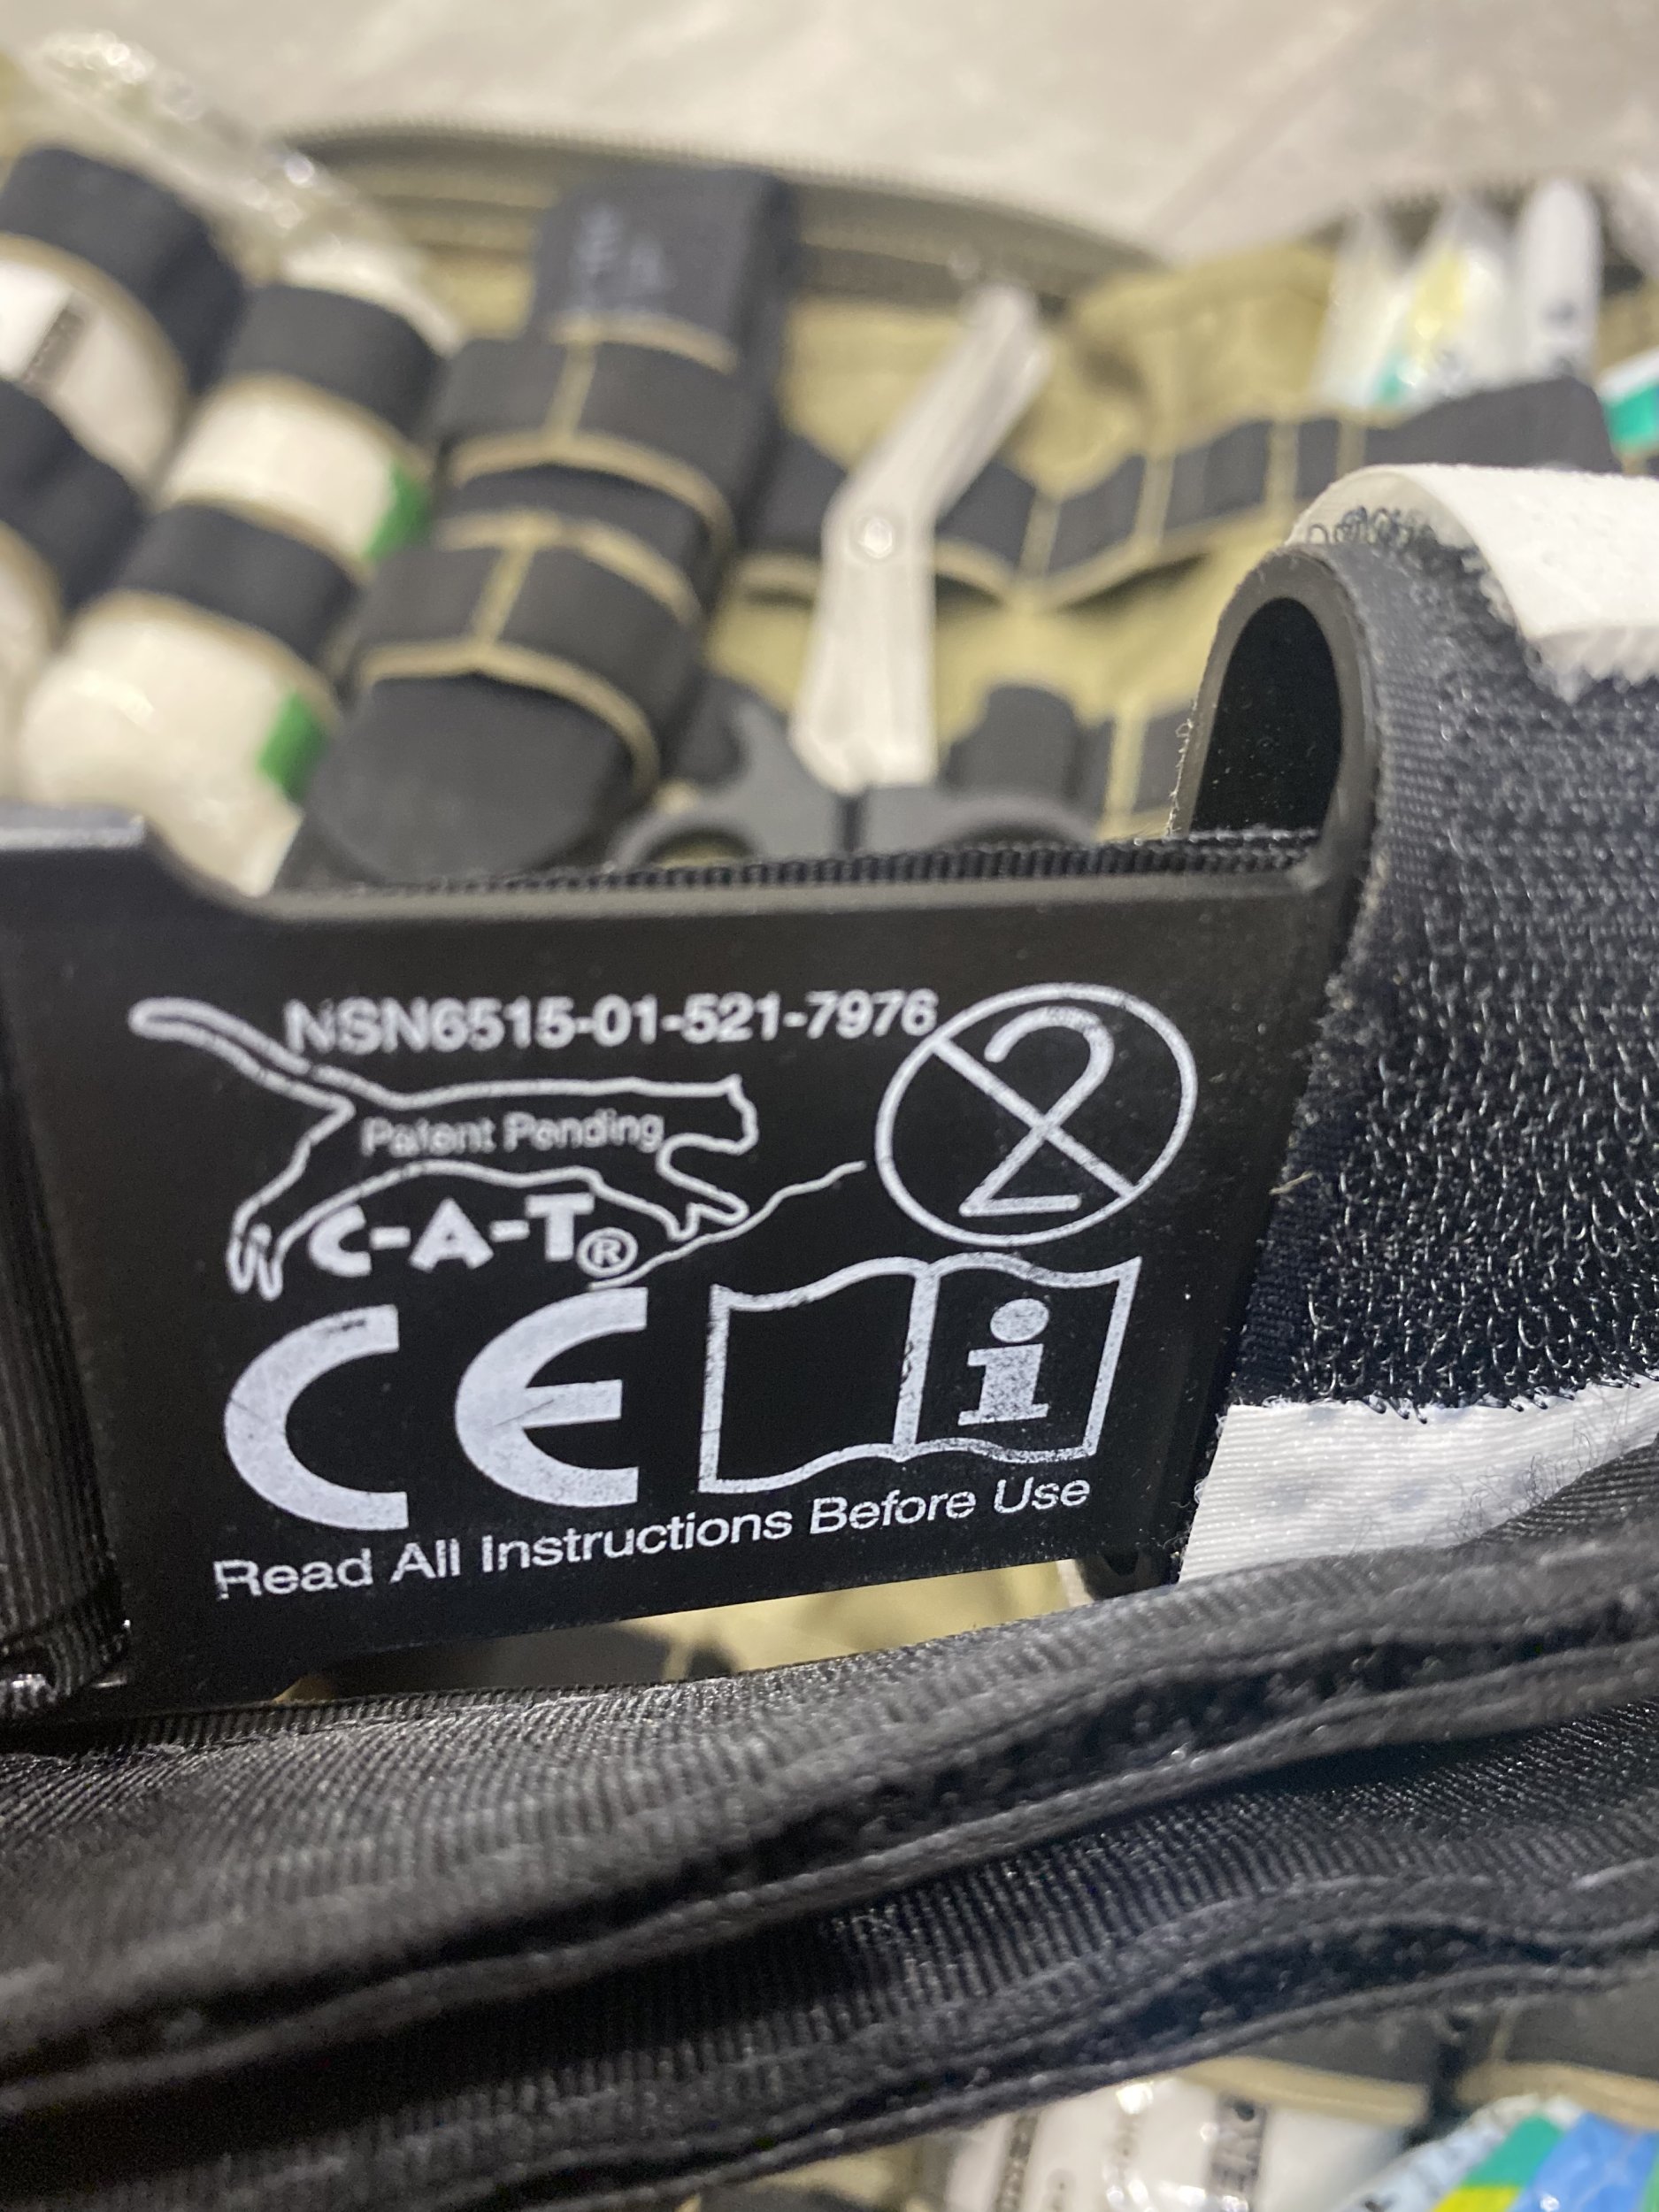 NSN6515-01-521-7976
2
Patent Pending
C-A-T®
CE
i
Read All Instructions Before Use